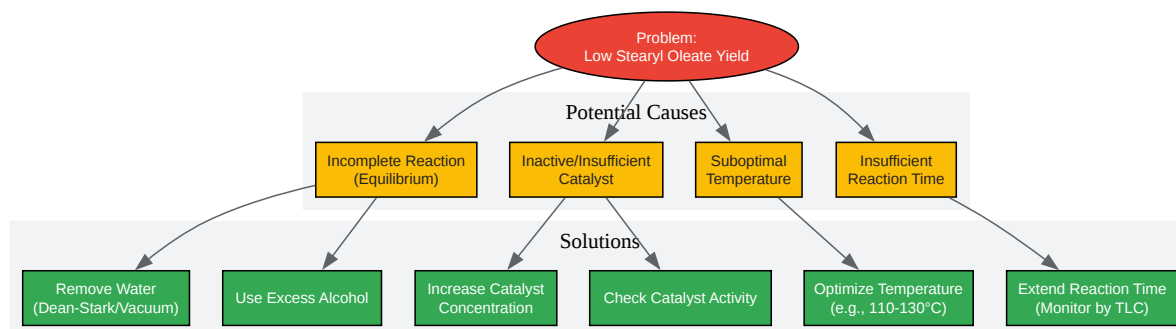 Problem:
Low Stearyl Oleate Yield
Potential Causes
Incomplete Reaction
(Equilibrium)
Inactive/Insufficient
Catalyst
Suboptimal
Temperature
Insufficient
Reaction Time
Solutions
Remove Water
(Dean-Stark/Vacuum)
Use Excess Alcohol
Increase Catalyst
Concentration
Check Catalyst Activity
Optimize Temperature
(e.g., 110-130°C)
Extend Reaction Time
(Monitor by TLC)